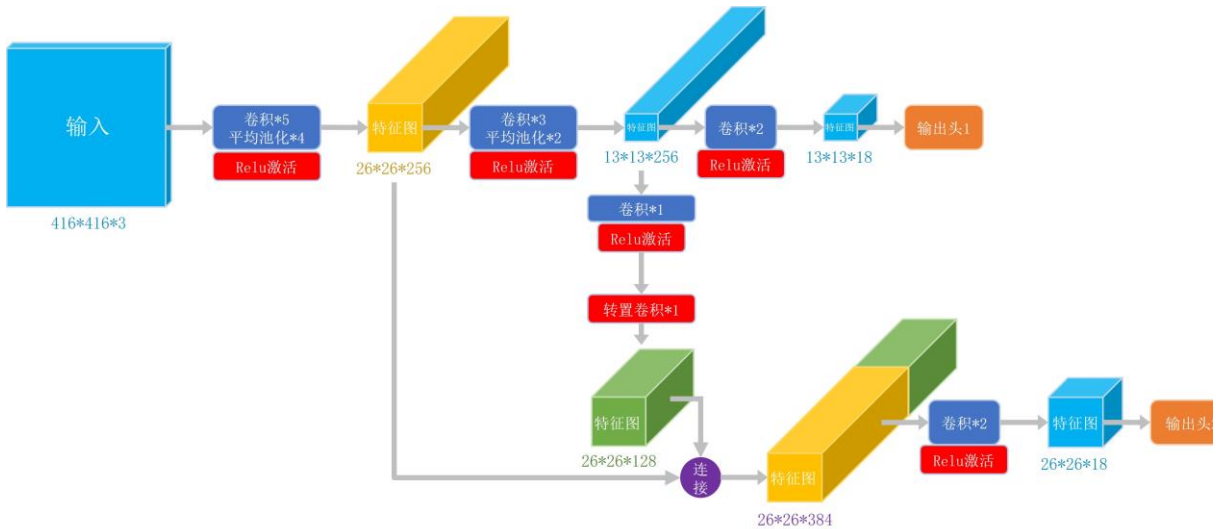 输入
416*416*3
卷积*5
平均池化*4
Relu激活
特征图
26*26*256
卷积*3
平均池化*2
Relu激活
特征图
13*13*256
卷积*2
Relu激活
特征图
13*13*18
输出头1
卷积*1
Relu激活
转置卷积*1
特征图
26*26*128
连
接
特征图
26*26*384
卷积*2
Relu激活
特征图
26*26*18
输出头